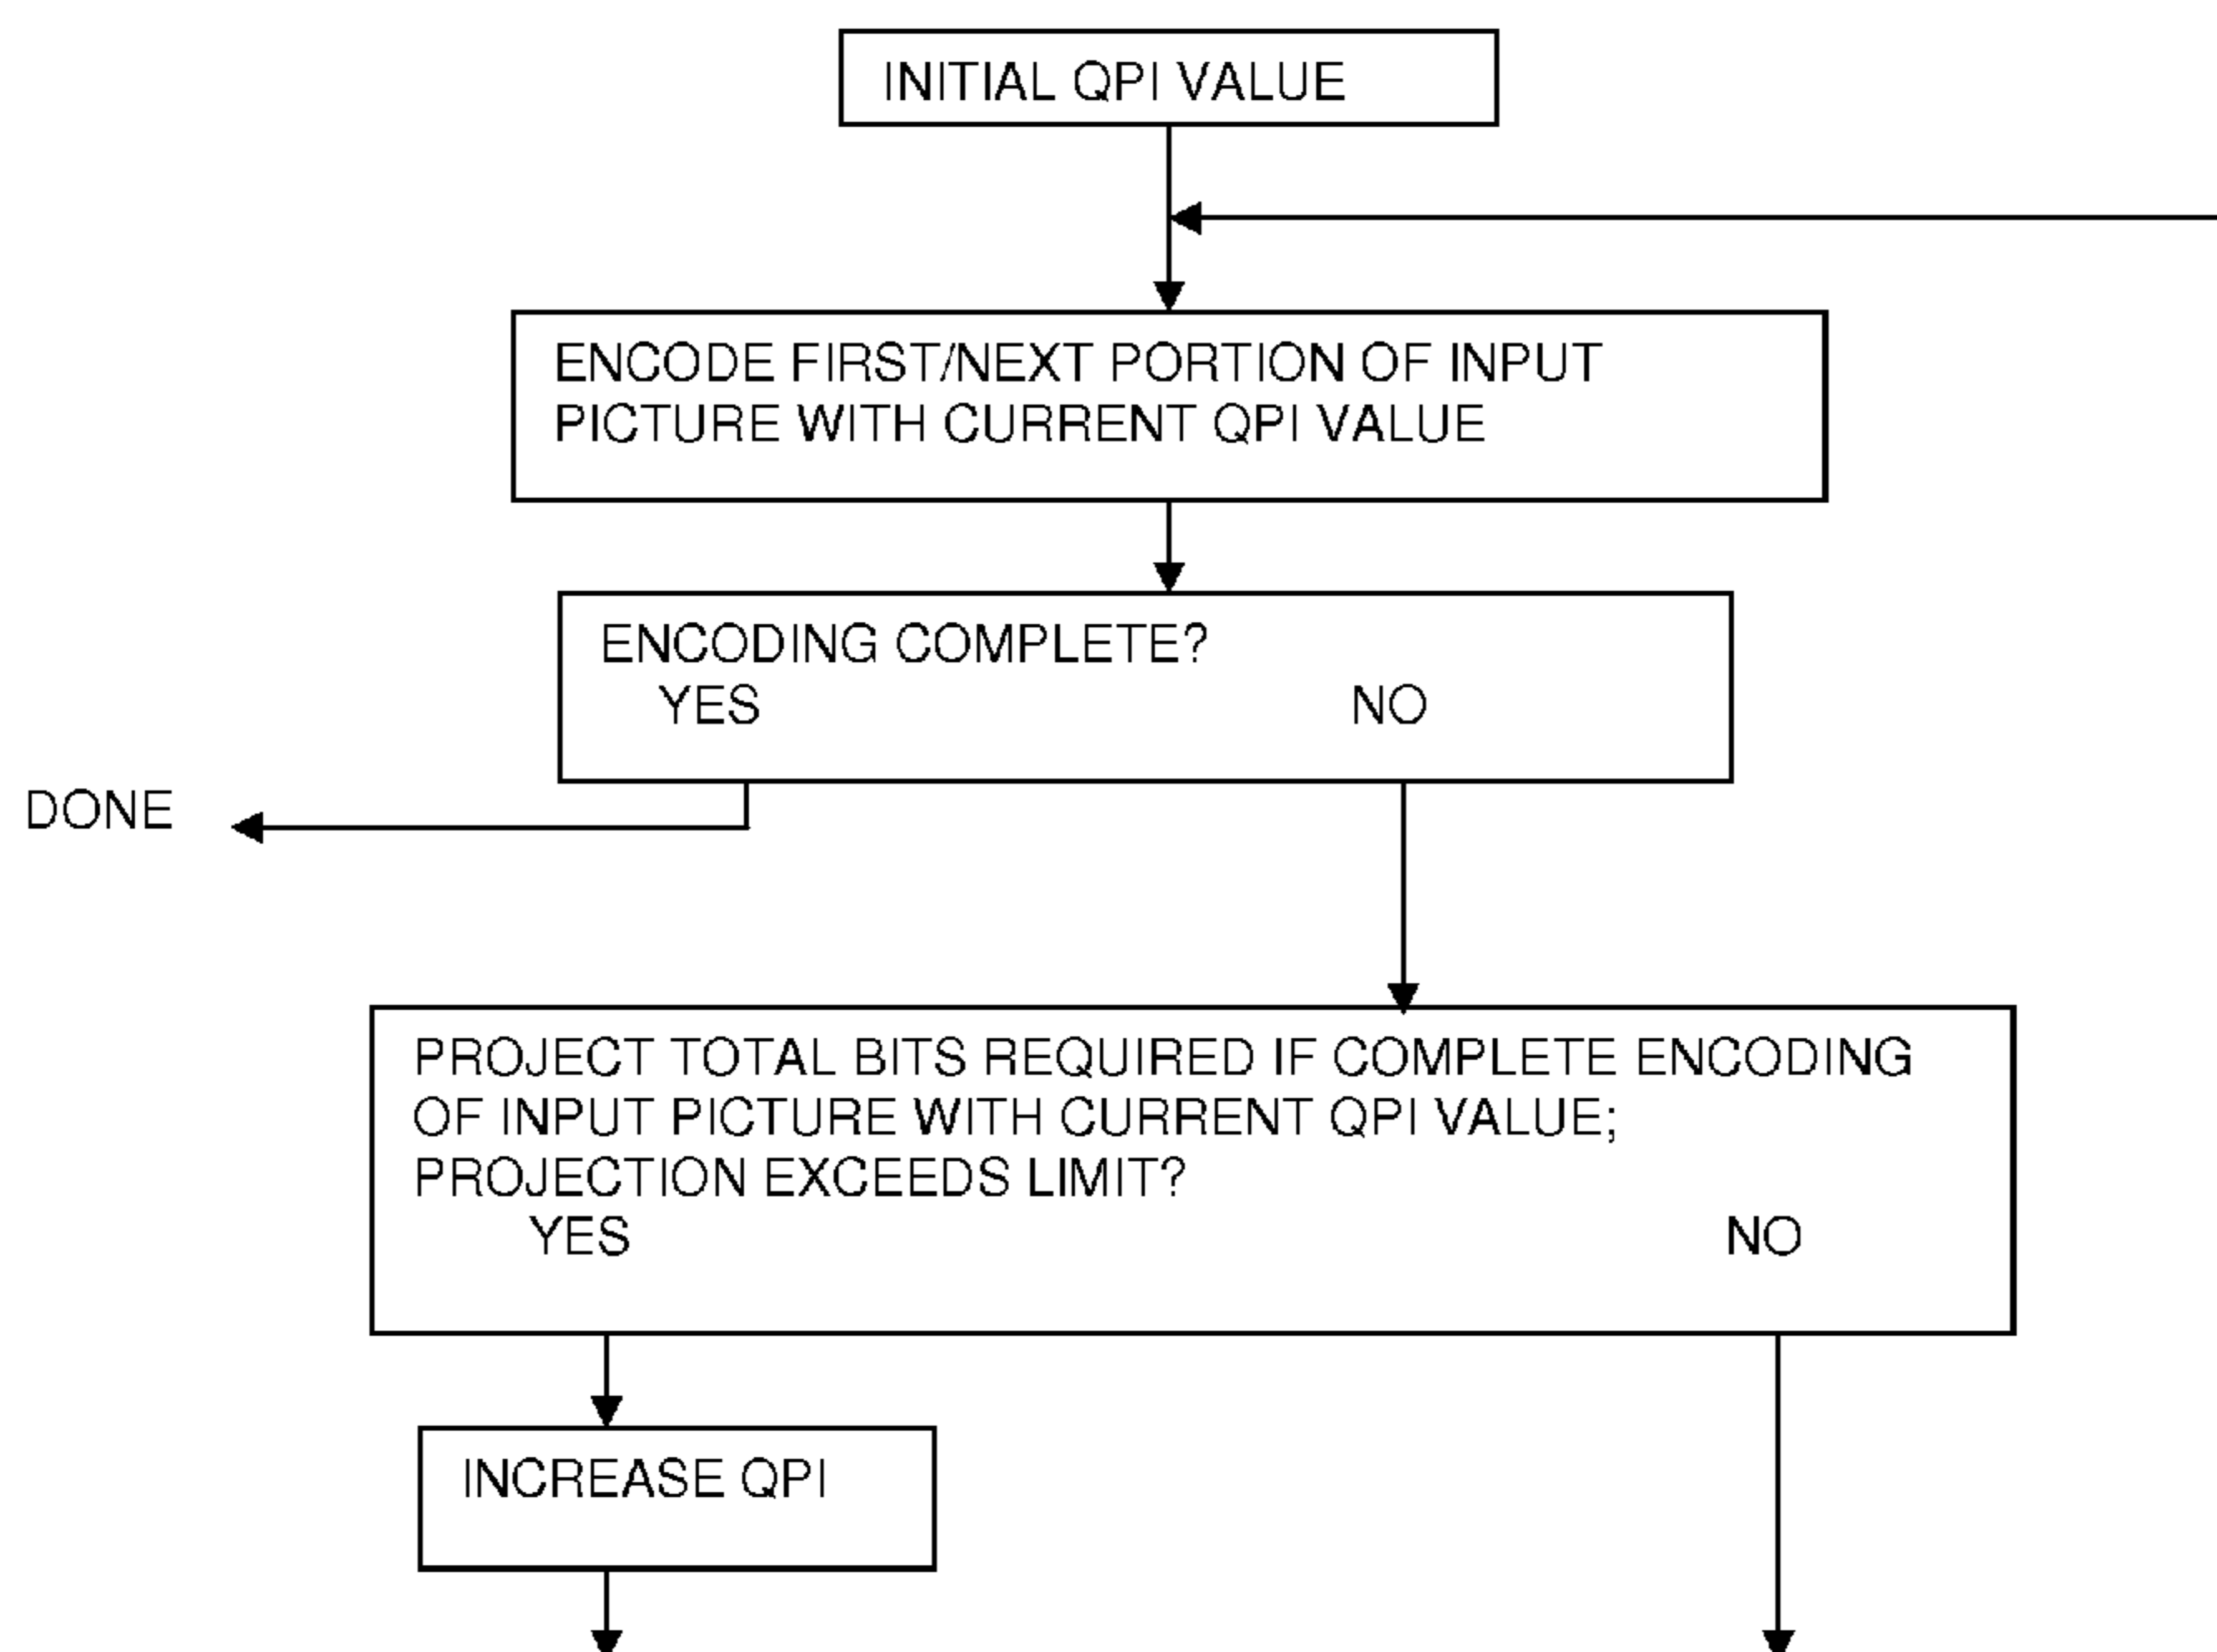 INITIAL QPI VALUE
ENCODE FIRST/NEXT PORTION OF INPUT
PICTURE WITH CURRENT QPI VALUE
ENCODING COMPLETE?
YES NO
DONE
PROJECT TOTAL BITS REQUIRED IF COMPLETE ENCODING
OF INPUT PICTURE WITH CURRENT QPI VALUE;
PROJECTION EXCEEDS LIMIT?
YES NO
INCREASE QPI